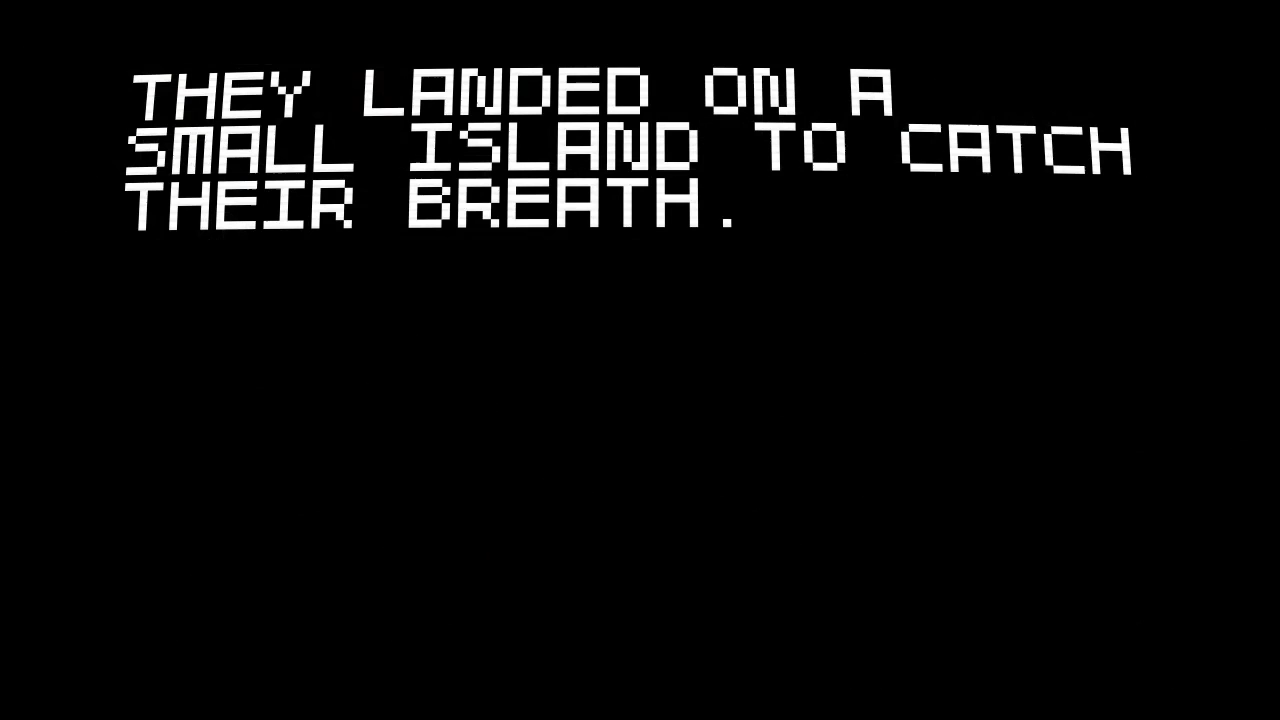 THEY LANDED ON A
SMALL ISLAND TO CATCH
THEIR BREATH.